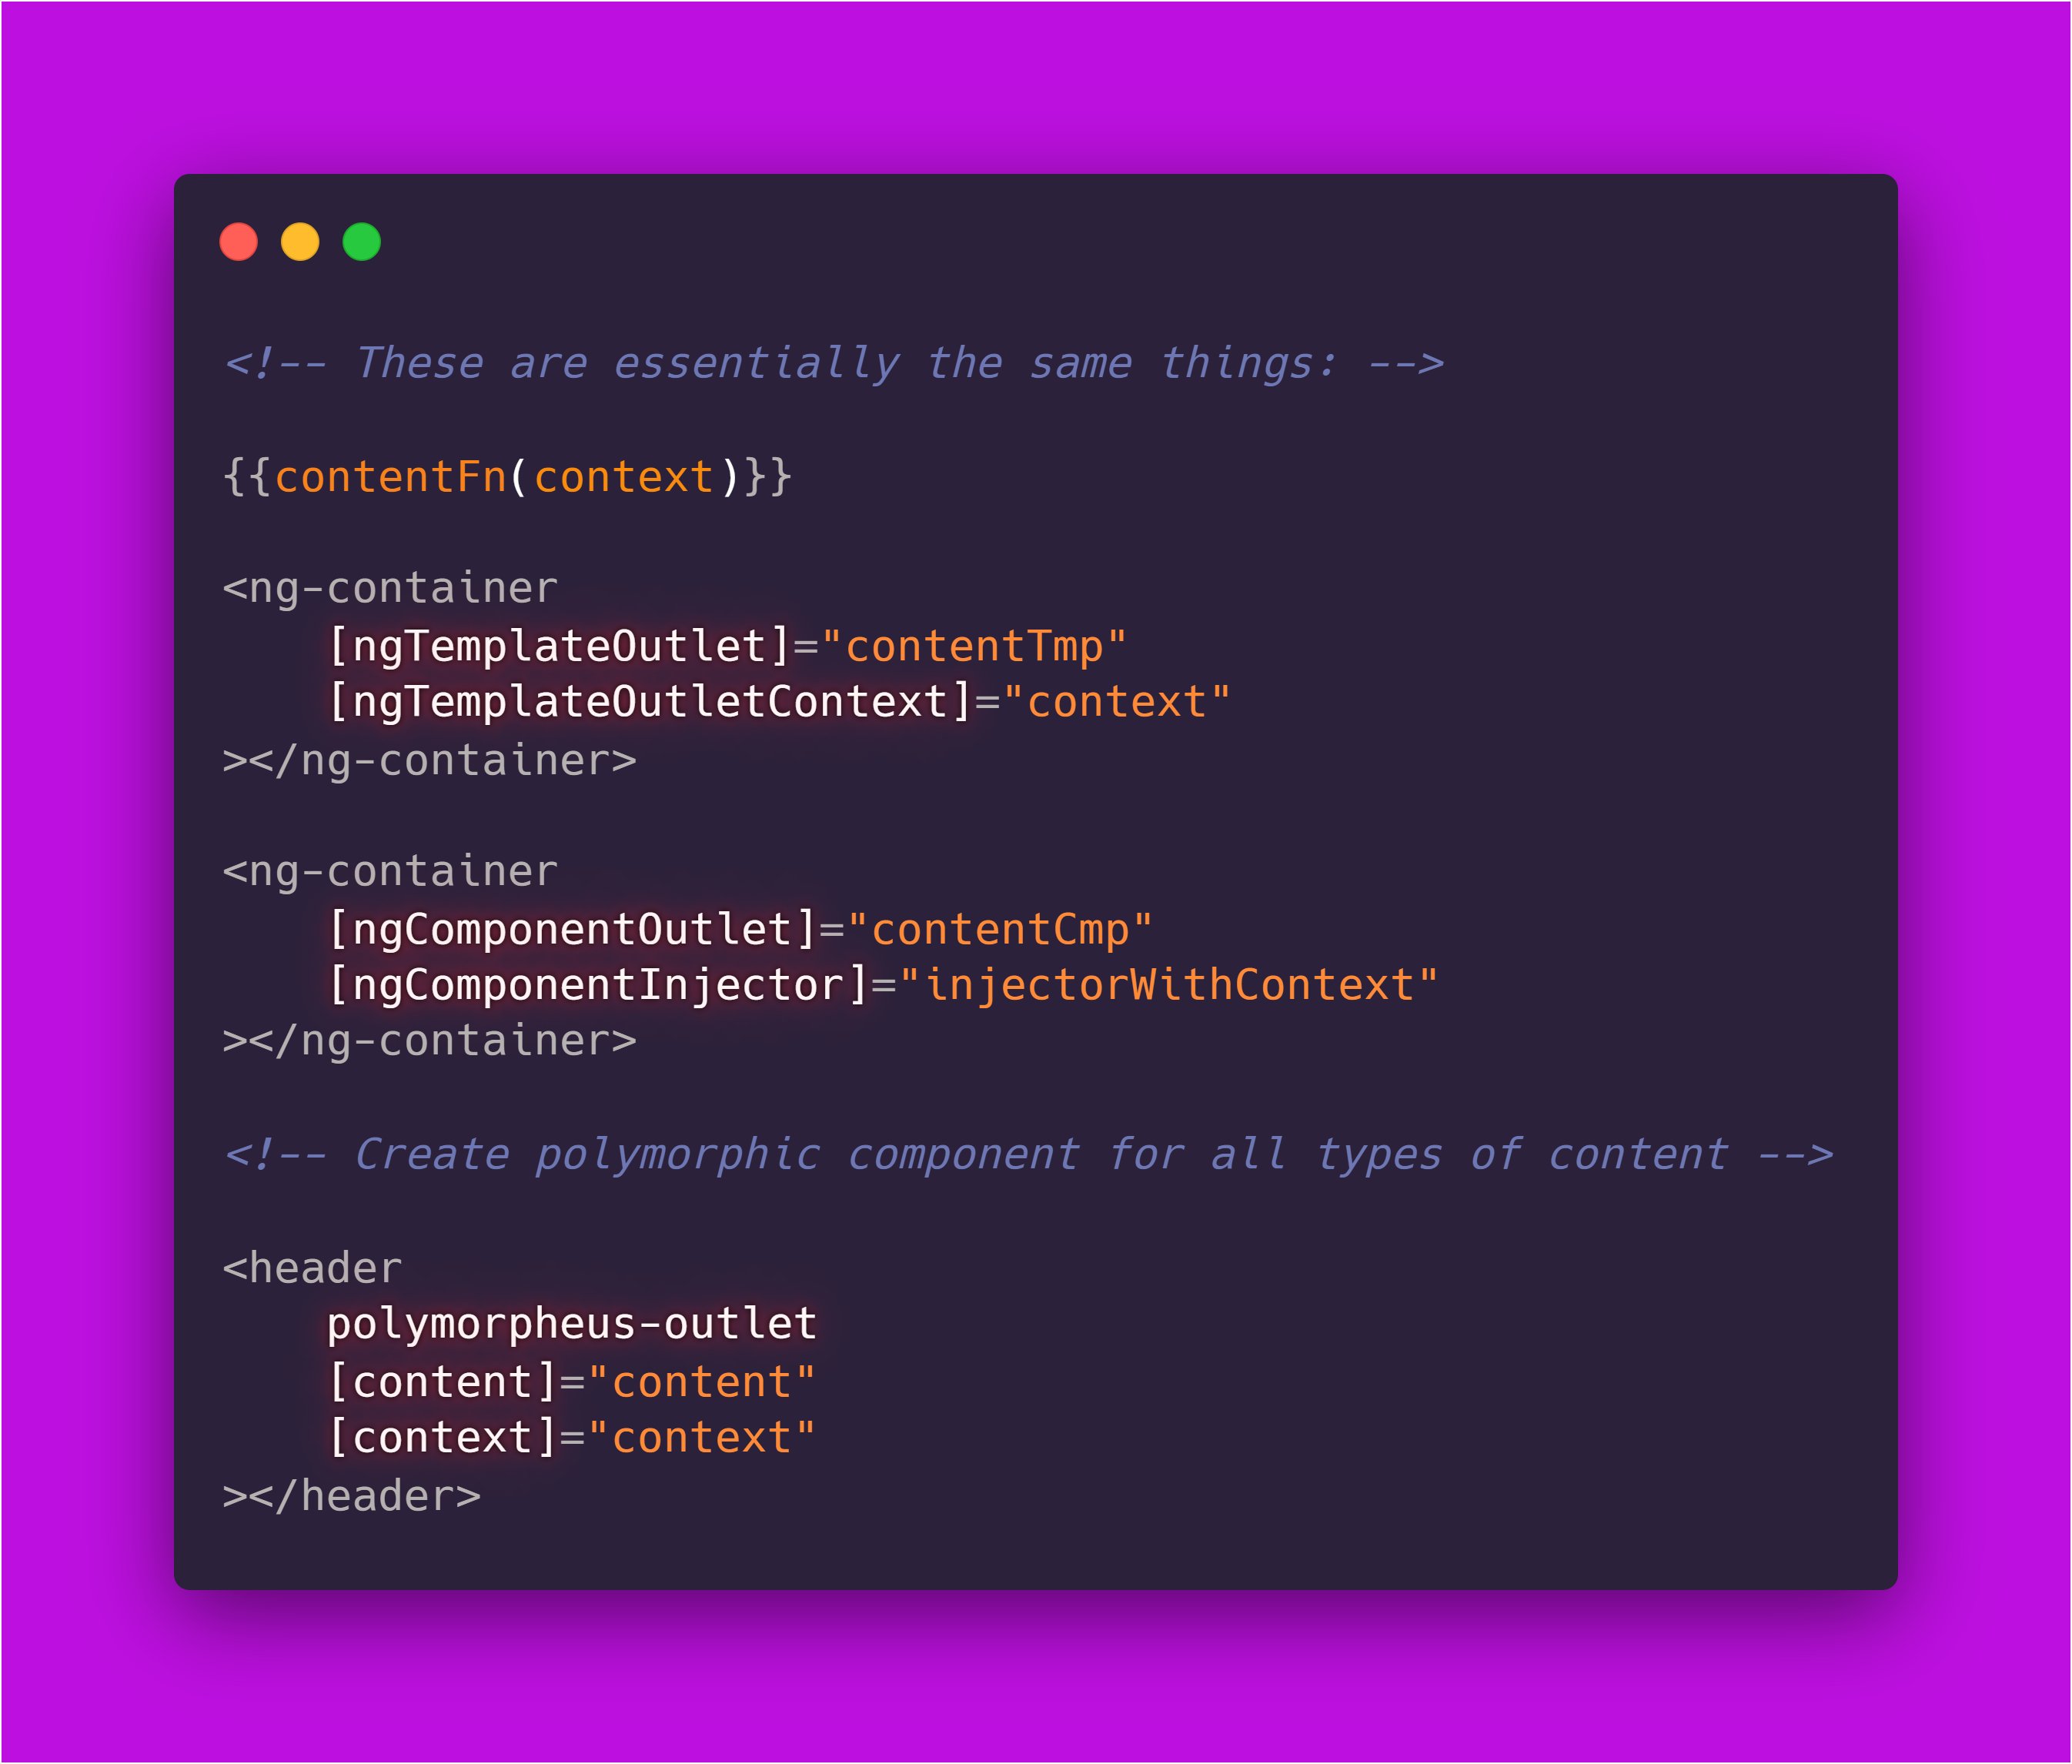 <!-- These are essentially the same things: -->
{{contentFn(context)}}
<ng-container
    [ngTemplateOutlet]="contentTmp"
    [ngTemplateOutletContext]="context"
></ng-container>
<ng-container
    [ngComponentOutlet]="contentCmp"
    [ngComponentInjector]="injectorWithContext"
></ng-container>
<!-- Create polymorphic component for all types of content -->
<header
    polymorpheus-outlet
    [content]="content"
    [context]="context"
></header>